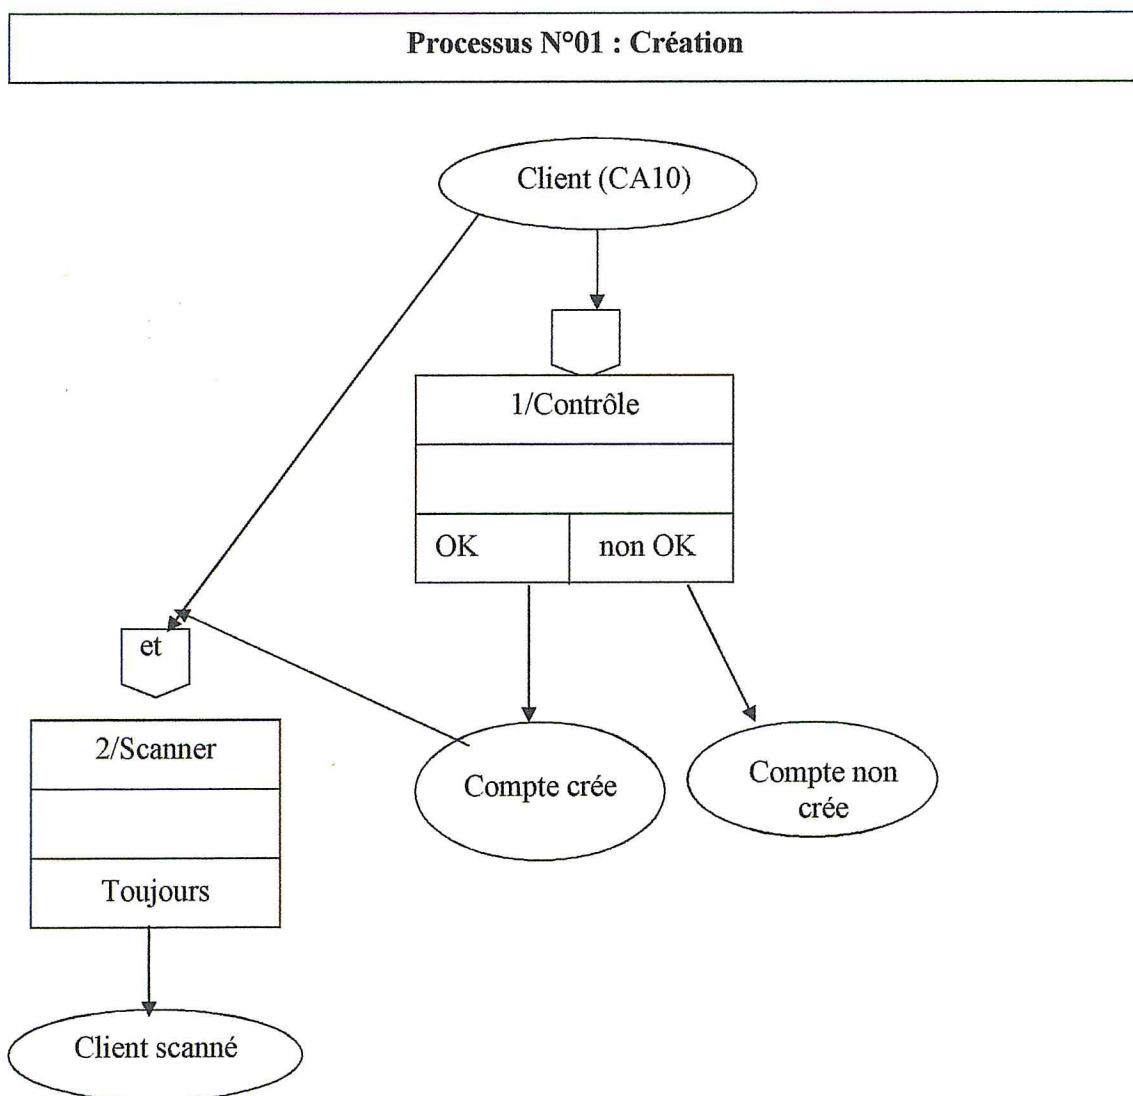 Processus N°01 : Création
Client (CA10)
1/Contrôle
OK
non OK
et
2/Scanner
Toujours
Compte crée
Compte non
crée
Client scanné